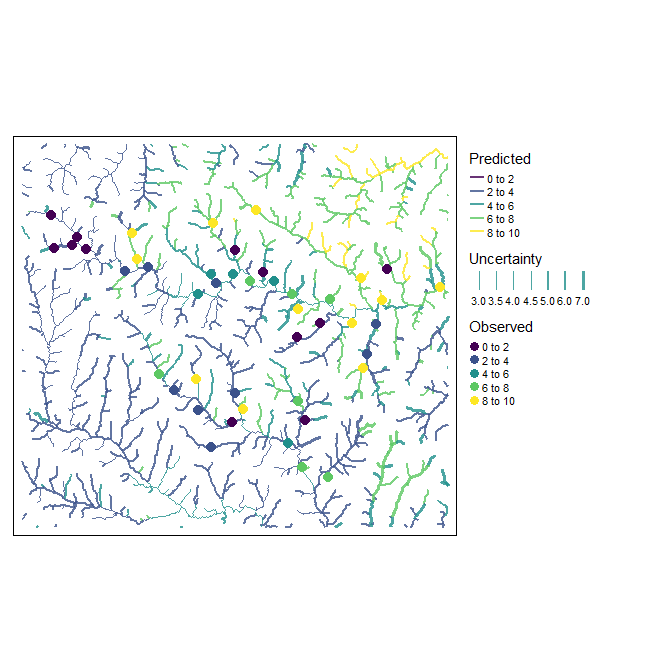 Predicted
0 to 2
2 to 4
4 to 6
6 to 8
8 to 10
Uncertainty
3.0 3.5 4.0 4.5 5.0 6.0 7.0
Observed
0 to 2
2 to 4
4 to 6
6 to 8
8 to 10